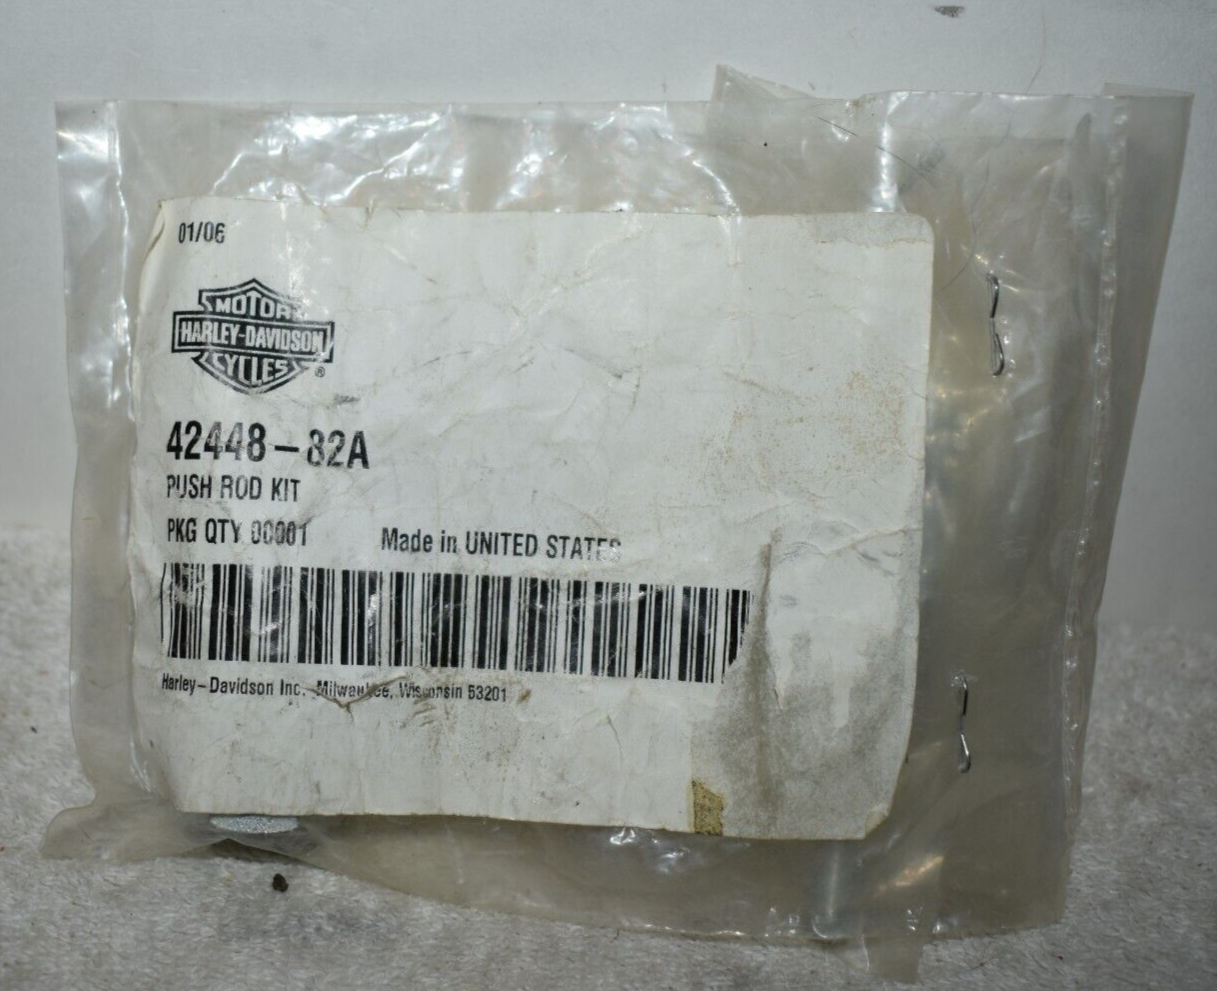 01/06
MOTOR
HARLEY-DAVIDSON
CYCLES
®
42448-82A
PUSH ROD KIT
PKG QTY 00001 Made in UNITED STATES
Harley-Davidson Inc. Milwaukee, Wisconsin 53201